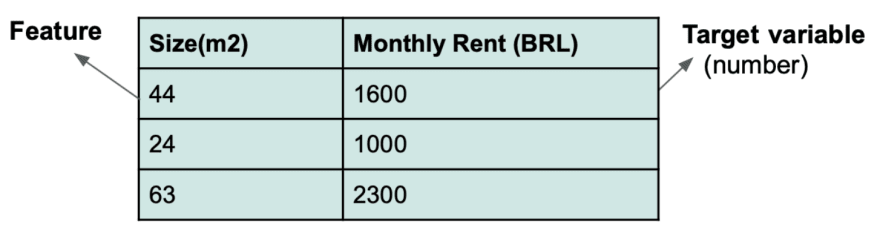 Feature
Size(m2) Monthly Rent (BRL)
Target variable
(number)
44 1600
24 1000
63 2300